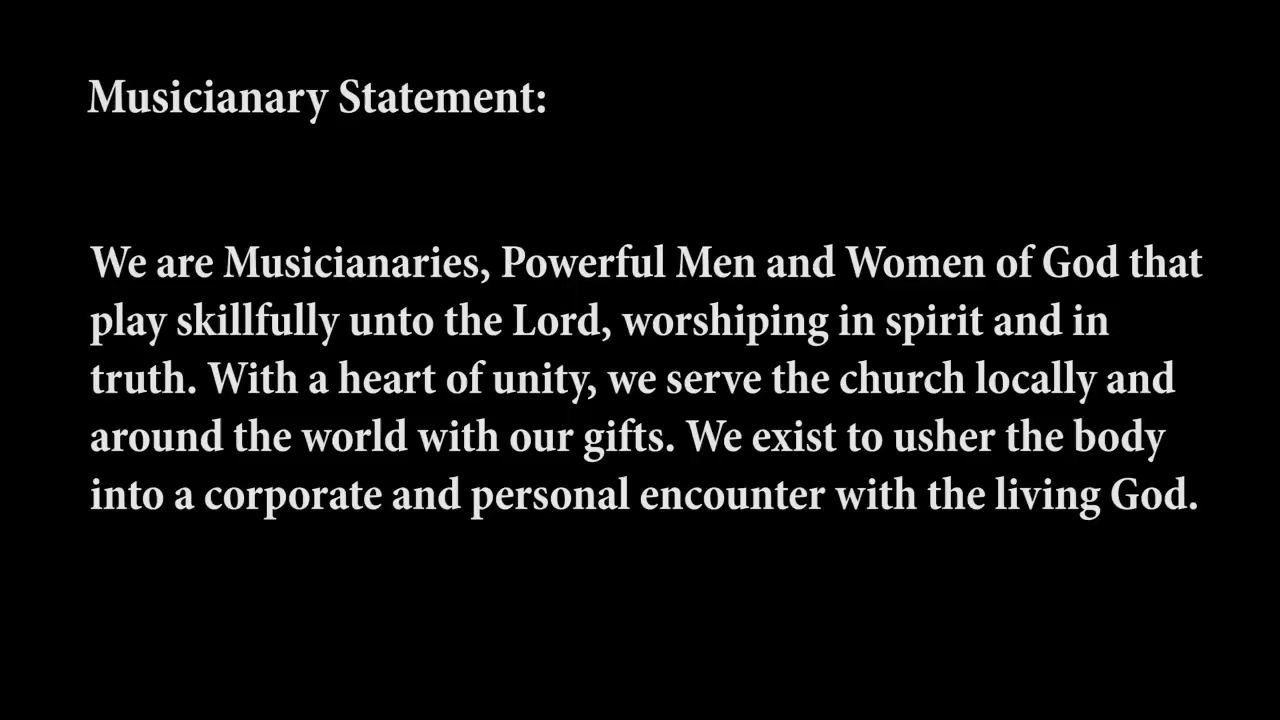 Musicianary Statement:
We are Musicianaries, Powerful Men and Women of God that
play skillfully unto the Lord, worshiping in spirit and in
truth. With a heart of unity, we serve the church locally and
around the world with our gifts. We exist to usher the body
into a corporate and personal encounter with the living God.